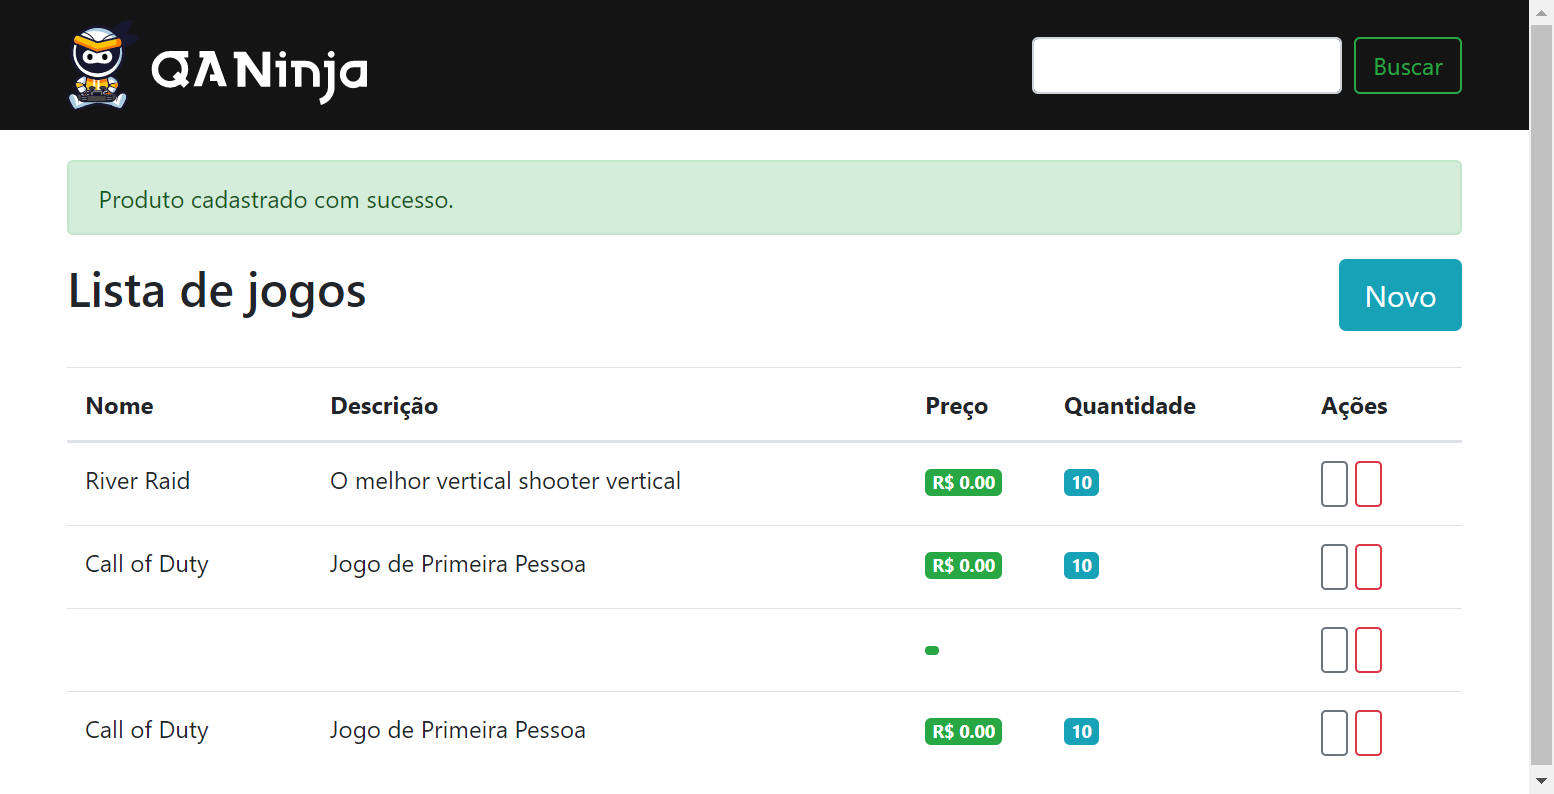 QANinja
Buscar
Produto cadastrado com sucesso.
Lista de jogos
Novo
Nome Descrição Preço Quantidade Ações
River Raid O melhor vertical shooter vertical R$ 0.00 10
Call of Duty Jogo de Primeira Pessoa R$ 0.00 10
Call of Duty Jogo de Primeira Pessoa R$ 0.00 10